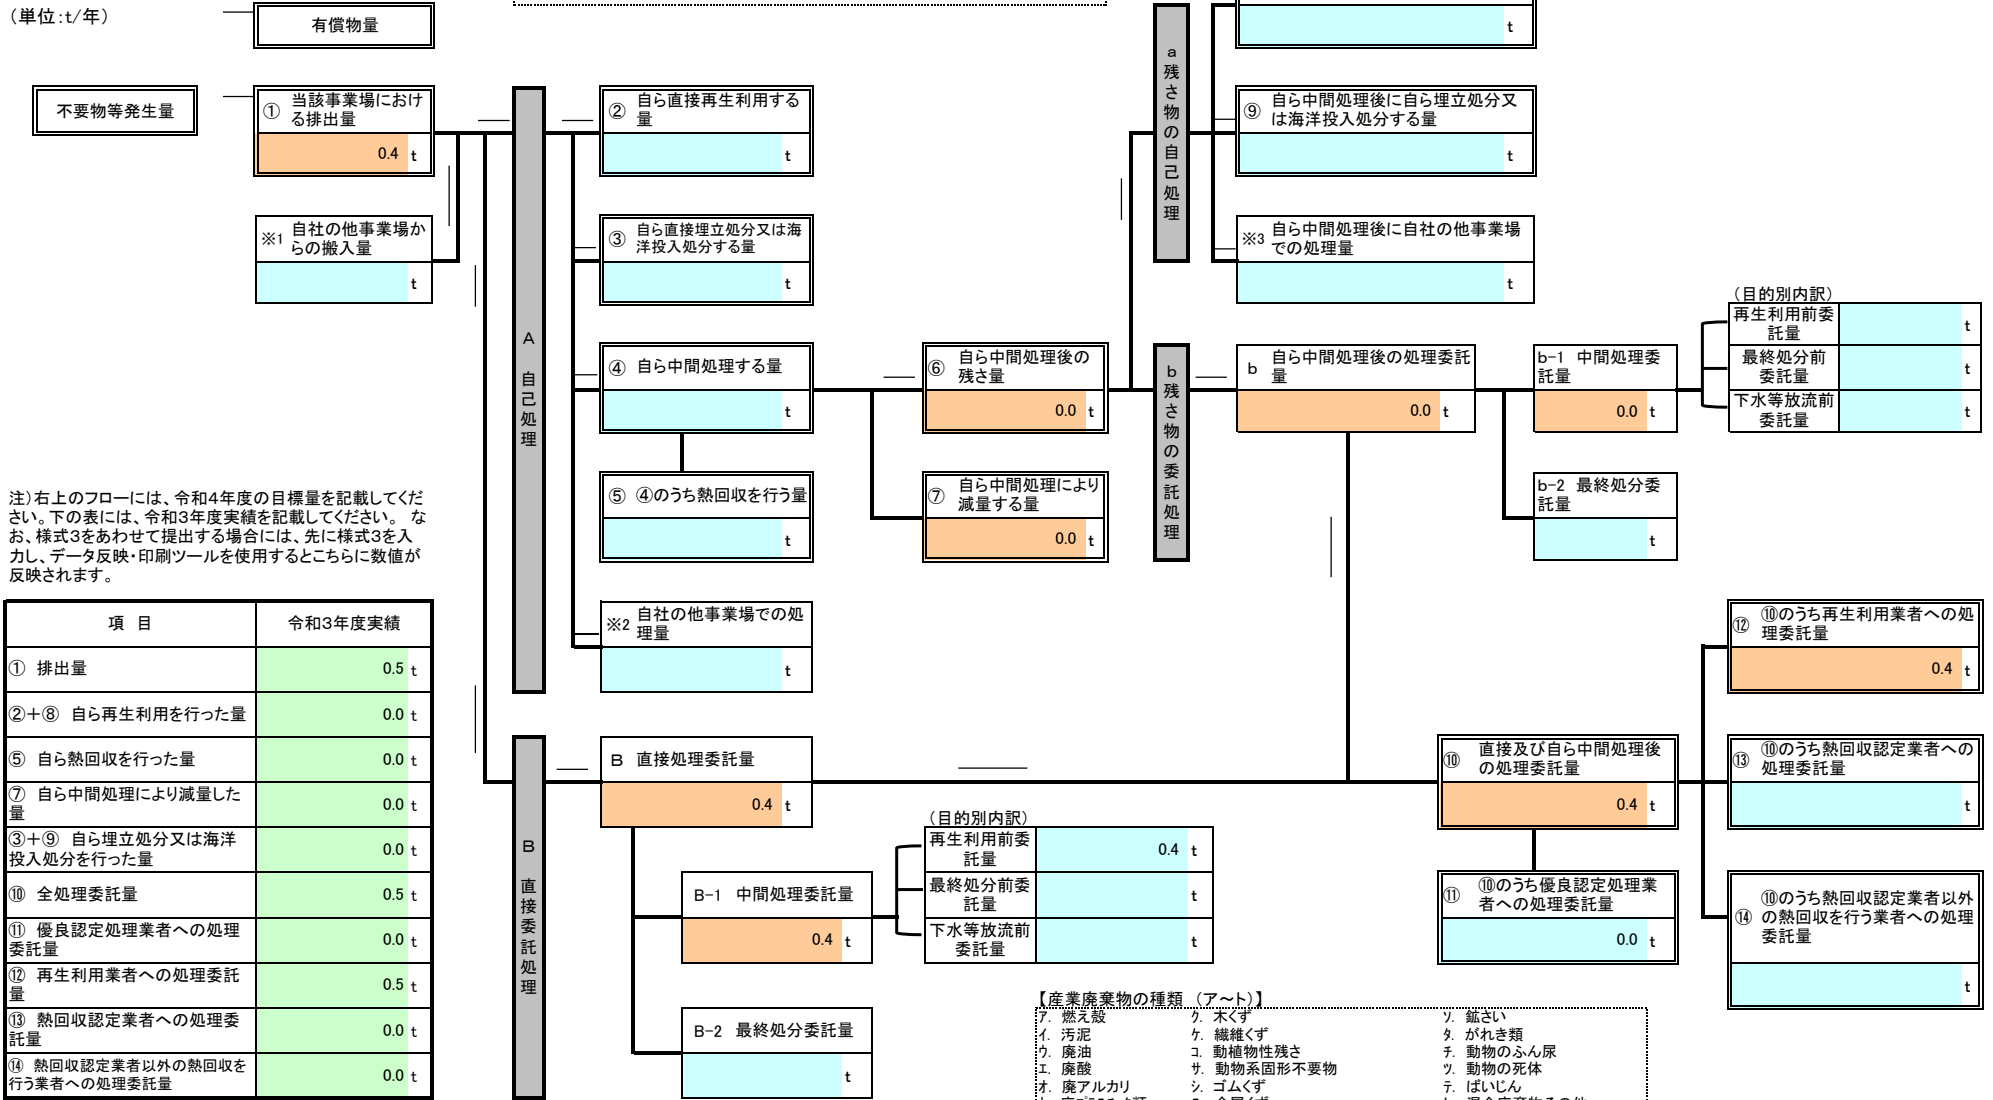 （単位:t/年）
有償物量
t
不要物等発生量
① 当該事業場におけ
る排出量
0.4 t
※1 自社の他事業場か
らの搬入量
t
A 自己処理
② 自ら直接再生利用する
量
t
③ 自ら直接埋立処分又は海
洋投入処分する量
t
④ 自ら中間処理する量
t
⑤ ④のうち熱回収を行う量
t
※2 自社の他事業場での処
理量
t
⑥ 自ら中間処理後の
残さ量
0.0 t
⑦ 自ら中間処理により
減量する量
0.0 t
a 残さ物の自己処理
⑨ 自ら中間処理後に自ら埋立処分又
は海洋投入処分する量
t
※3 自ら中間処理後に自社の他事業場
での処理量
t
b 残さ物の委託処理
b 自ら中間処理後の処理委託
量
0.0 t
b-1 中間処理委
託量
0.0 t
（目的別内訳）
再生利用前委
託量
t
最終処分前
委託量
t
下水等放流前
委託量
t
b-2 最終処分委
託量
t
注）右上のフローには、令和4年度の目標量を記載してくだ
さい。下の表には、令和3年度実績を記載してください。 な
お、様式3をあわせて提出する場合には、先に様式3を入
力し、データ反映・印刷ツールを使用するとこちらに数値が
反映されます。
項 目 令和3年度実績
① 排出量 0.5 t
②＋⑧ 自ら再生利用を行った量 0.0 t
⑤ 自ら熱回収を行った量 0.0 t
⑦ 自ら中間処理により減量した
量 0.0 t
③＋⑨ 自ら埋立処分又は海洋
投入処分を行った量 0.0 t
⑩ 全処理委託量 0.5 t
⑪ 優良認定処理業者への処理
委託量 0.0 t
⑫ 再生利用業者への処理委託
量 0.5 t
⑬ 熱回収認定業者への処理委
託量 0.0 t
⑭ 熱回収認定業者以外の熱回収を
行う業者への処理委託量 0.0 t
B 直接委託処理
B 直接処理委託量
0.4 t
B-1 中間処理委託量
0.4 t
（目的別内訳）
再生利用前委
託量
0.4 t
最終処分前委
託量
t
下水等放流前
委託量
t
B-2 最終処分委託量
t
⑩ 直接及び自ら中間処理後
の処理委託量
0.4 t
⑪ ⑩のうち優良認定処理業
者への処理委託量
0.0 t
⑫ ⑩のうち再生利用業者への処
理委託量
0.4 t
⑬ ⑩のうち熱回収認定業者への
処理委託量
t
⑭ ⑩のうち熱回収認定業者以外
の熱回収を行う業者への処理
委託量
t
【産業廃棄物の種類 （ア～ト）】
ア. 燃え殻 ク. 木くず ソ. 鉱さい
イ. 汚泥 ケ. 繊維くず タ. がれき類
ウ. 廃油 コ. 動植物性残さ チ. 動物のふん尿
エ. 廃酸 サ. 動物系固形不要物 ツ. 動物の死体
オ. 廃アルカリ シ. ゴムくず テ. ばいじん